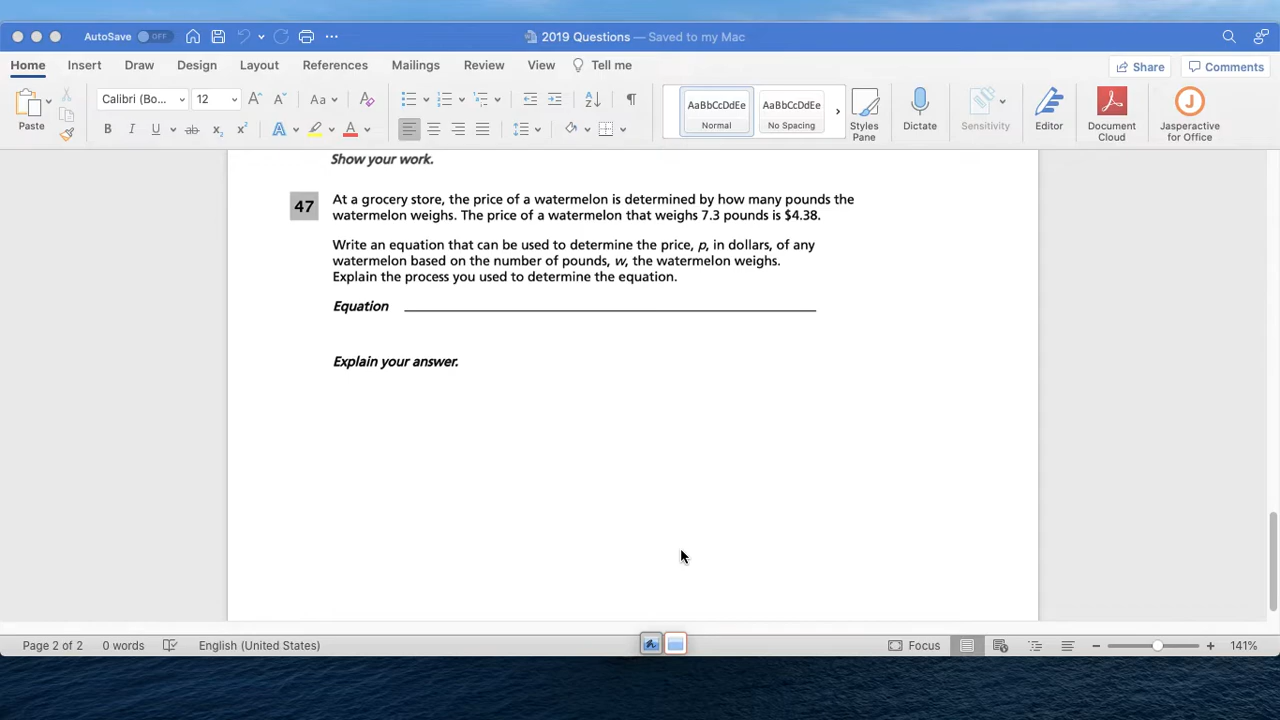 AutoSave OFF
2019 Questions — Saved to my Mac
Home Insert Draw Design Layout References Mailings Review View Tell me
Share Comments
Paste
Calibri (Bo... 12
AaBbCcDdEe AaBbCcDdEe
Normal No Spacing
Styles Pane
Dictate
Sensitivity
Editor
Document Cloud
Jasperactive for Office
Show your work.
47 At a grocery store, the price of a watermelon is determined by how many pounds the
watermelon weighs. The price of a watermelon that weighs 7.3 pounds is $4.38.
Write an equation that can be used to determine the price, p, in dollars, of any
watermelon based on the number of pounds, w, the watermelon weighs.
Explain the process you used to determine the equation.
Equation
Explain your answer.
Page 2 of 2 0 words English (United States) Focus 141%